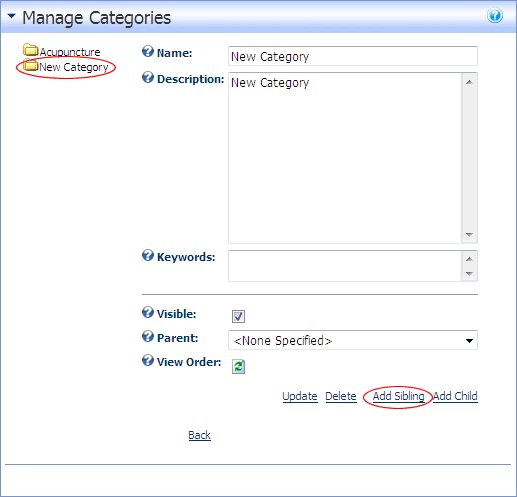 Manage Categories
Acupuncture
New Category
Name:
New Category
Description:
New Category
Keywords:
Visible:
Parent:
<None Specified>
View Order:
Update Delete Add Sibling Add Child
Back